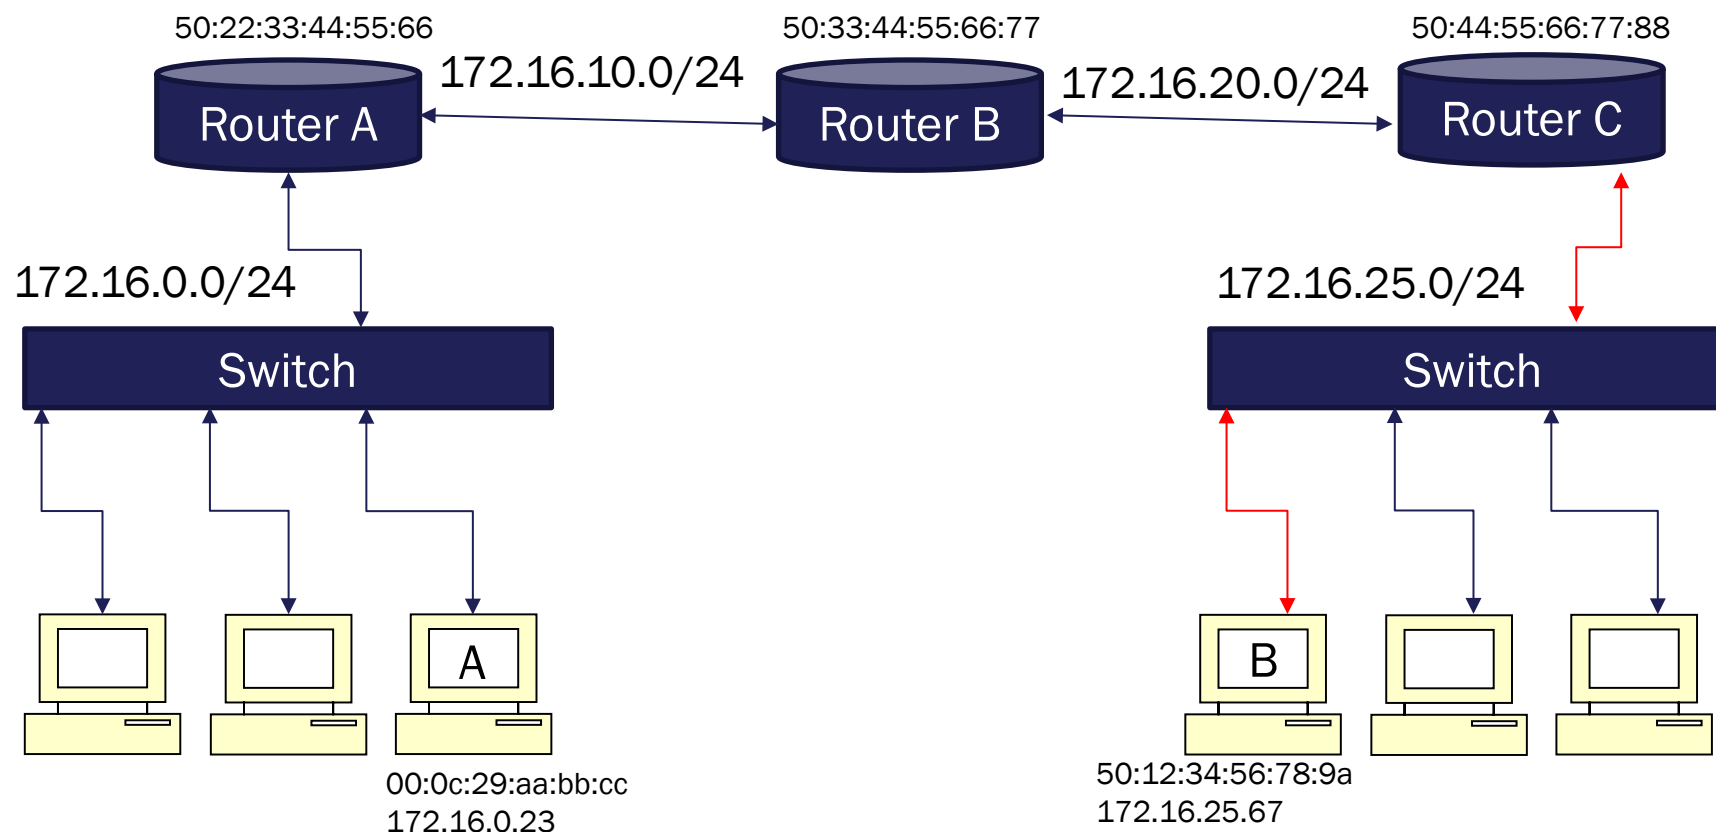 50:22:33:44:55:66
50:33:44:55:66:77
50:44:55:66:77:88
172.16.10.0/24
172.16.20.0/24
Router A
Router B
Router C
172.16.0.0/24
172.16.25.0/24
Switch
Switch
A
B
00:0c:29:aa:bb:cc
172.16.0.23
50:12:34:56:78:9a
172.16.25.67